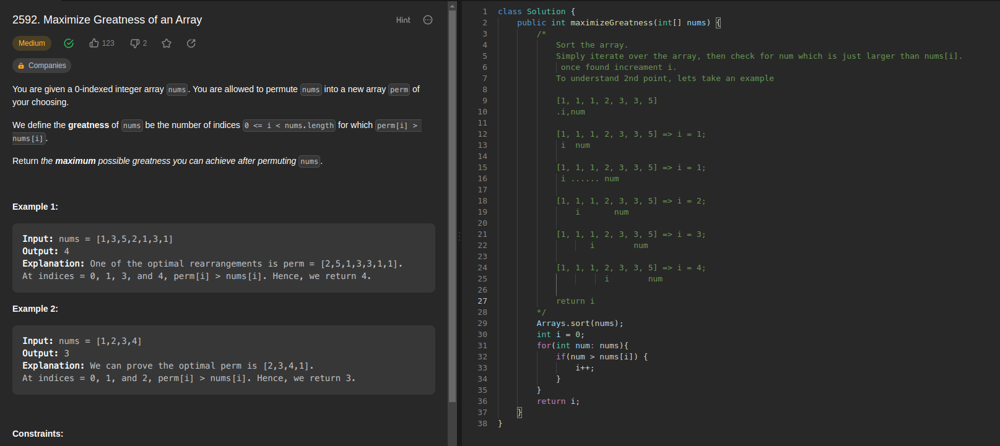 2592. Maximize Greatness of an Array
Hint
Medium
123
2
Companies
You are given a 0-indexed integer array nums. You are allowed to permute nums into a new array perm of
your choosing.
We define the greatness of nums be the number of indices 0 <= i < nums.length for which perm[i] >
nums[i].
Return the maximum possible greatness you can achieve after permuting nums.
Example 1:
Input: nums = [1,3,5,2,1,3,1]
Output: 4
Explanation: One of the optimal rearrangements is perm = [2,5,1,3,3,1,1].
At indices = 0, 1, 3, and 4, perm[i] > nums[i]. Hence, we return 4.
Example 2:
Input: nums = [1,2,3,4]
Output: 3
Explanation: We can prove the optimal perm is [2,3,4,1].
At indices = 0, 1, and 2, perm[i] > nums[i]. Hence, we return 3.
Constraints:
1 class Solution {
2 public int maximizeGreatness(int[] nums) {
3 /*
4 Sort the array.
5 Simply iterate over the array, then check for num which is just larger than nums[i].
6 once found increament i.
7 To understand 2nd point, lets take an example
8
9 [1, 1, 1, 2, 3, 3, 5]
10 .i,num
11
12 [1, 1, 1, 2, 3, 3, 5] => i = 1;
13 i num
14
15 [1, 1, 1, 2, 3, 3, 5] => i = 1;
16 i ...... num
17
18 [1, 1, 1, 2, 3, 3, 5] => i = 2;
19 i num
20
21 [1, 1, 1, 2, 3, 3, 5] => i = 3;
22 i num
23
24 [1, 1, 1, 2, 3, 3, 5] => i = 4;
25 i num
26
27 return i
28 */
29 Arrays.sort(nums);
30 int i = 0;
31 for(int num: nums){
32 if(num > nums[i]) {
33 i++;
34 }
35 }
36 return i;
37 }
38 }